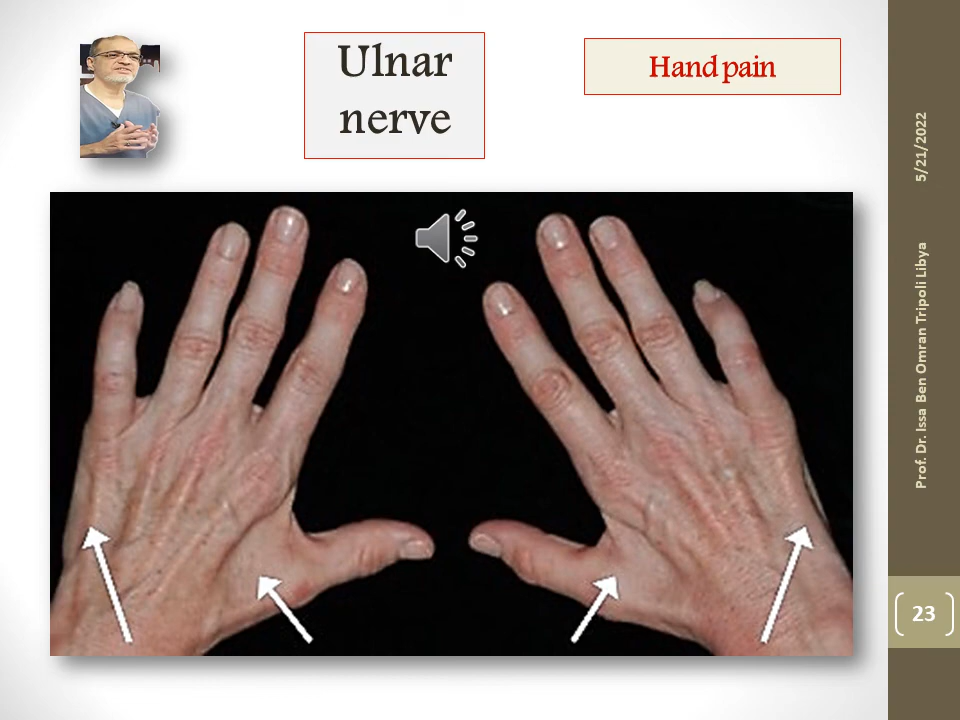 Ulnar
nerve
Hand pain
5/21/2022
Prof. Dr. Issa Ben Omran Tripoli Libya
23